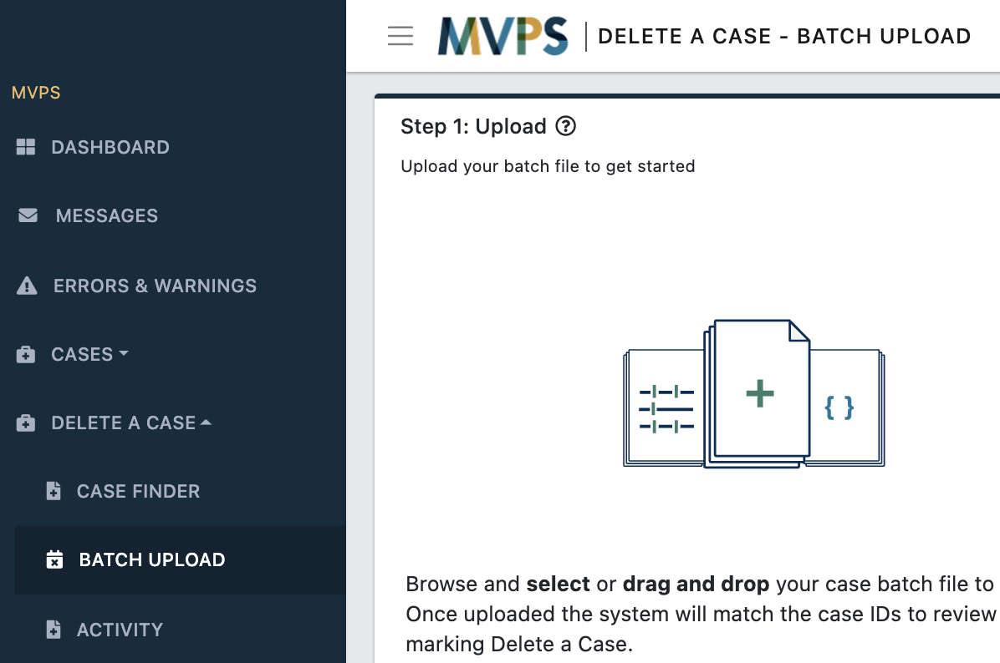 MVPS
DASHBOARD
MESSAGES
ERRORS & WARNINGS
CASES
DELETE A CASE
CASE FINDER
BATCH UPLOAD
ACTIVITY
MVPS | DELETE A CASE - BATCH UPLOAD
Step 1: Upload ?
Upload your batch file to get started
+
{ }
Browse and select or drag and drop your case batch file to
Once uploaded the system will match the case IDs to review
marking Delete a Case.